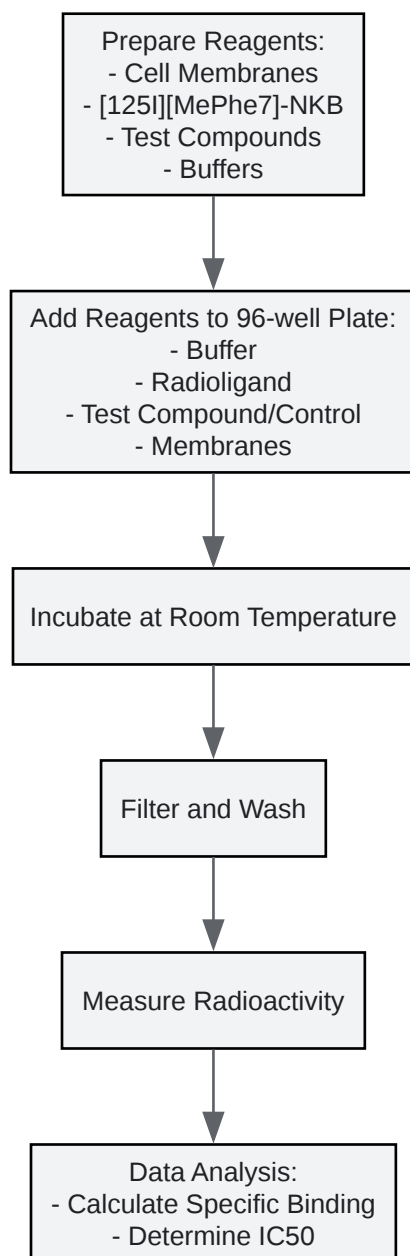 Prepare Reagents:
- Cell Membranes
- [125I][MePhe7]-NKB
- Test Compounds
- Buffers
Add Reagents to 96-well Plate:
- Buffer
- Radioligand
- Test Compound/Control
- Membranes
Incubate at Room Temperature
Filter and Wash
Measure Radioactivity
Data Analysis:
- Calculate Specific Binding
- Determine IC50